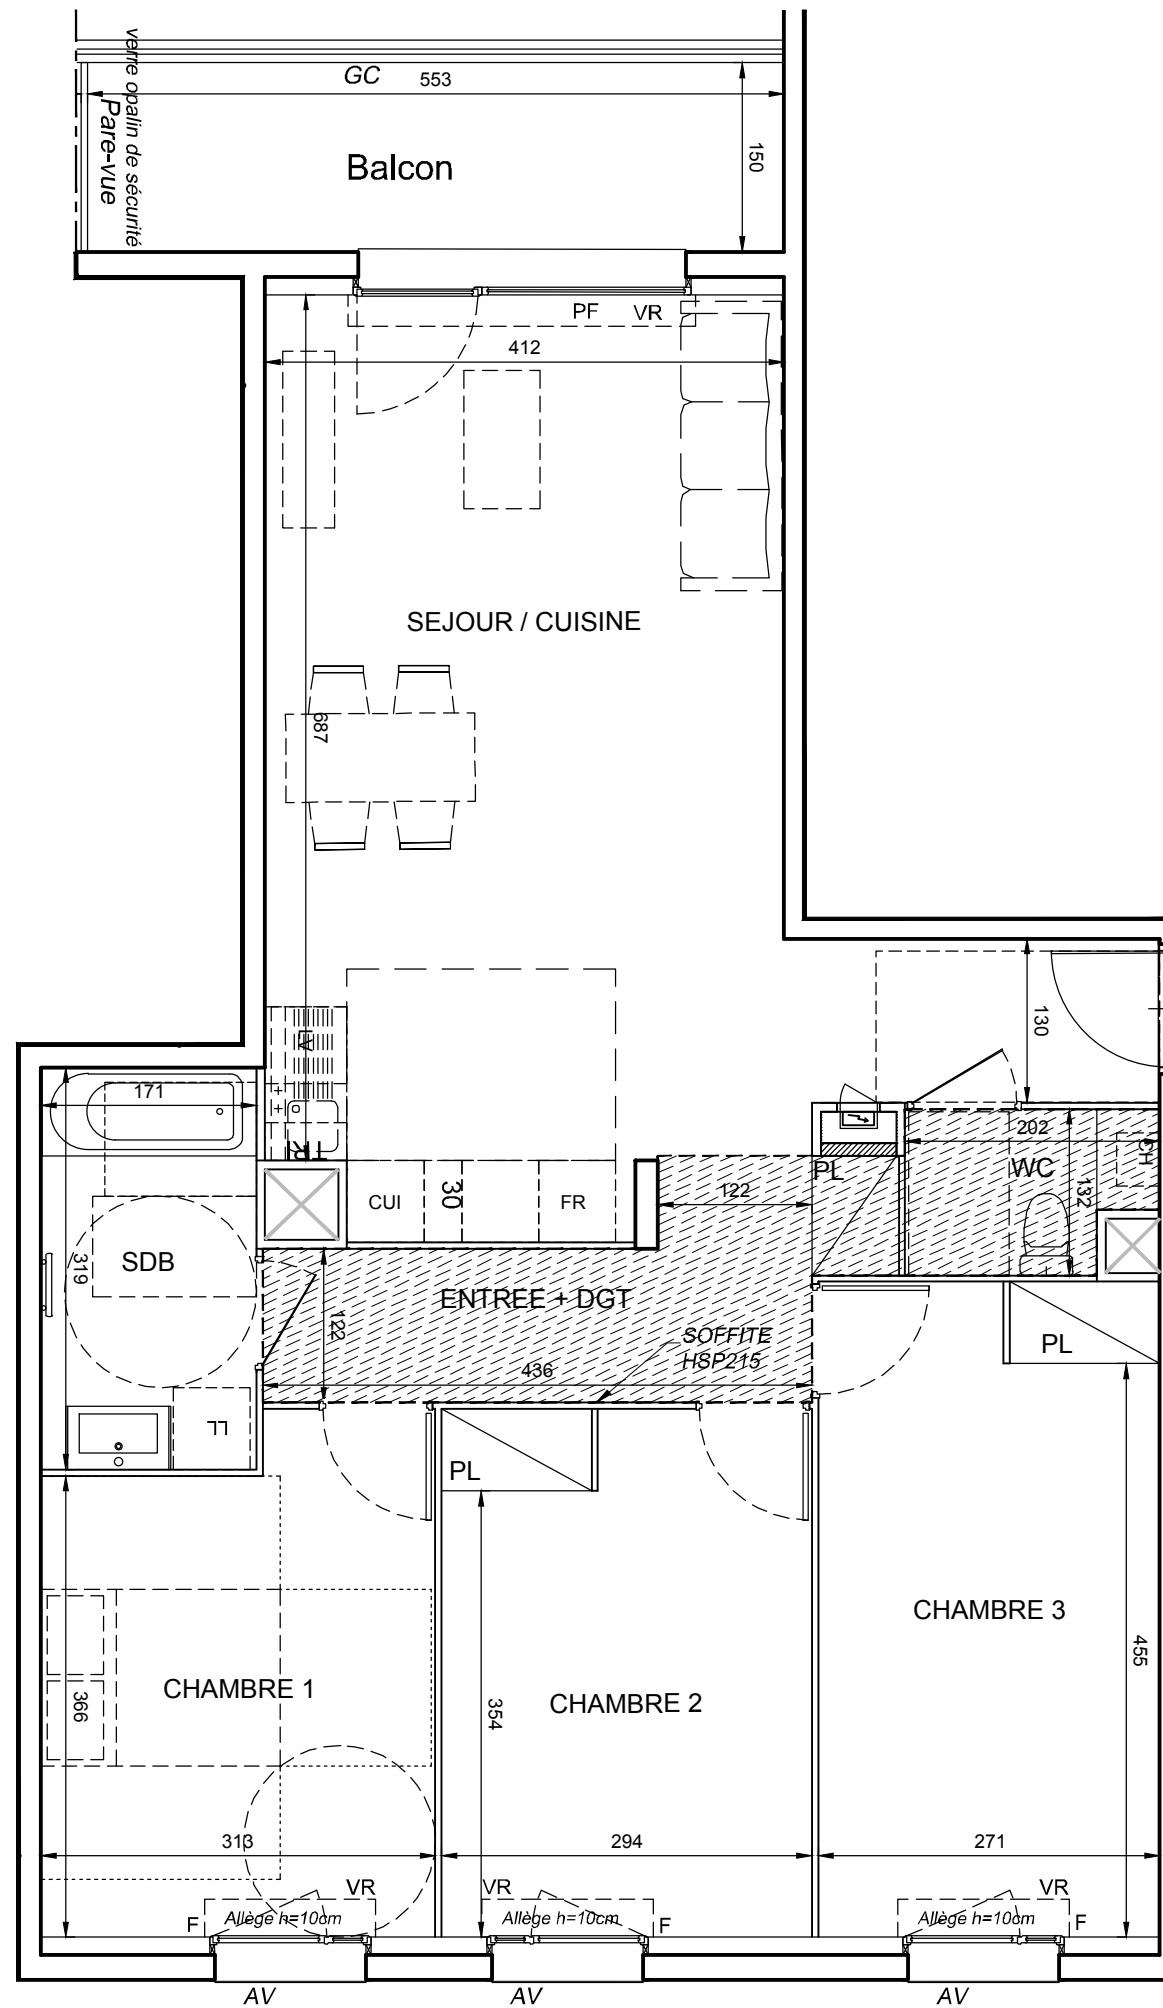 GC 553
verre opalin de sécurité
Pare-vue
150
Balcon
PF VR
412
SEJOUR / CUISINE
687
LV
130
TRI
202
CH
WC
132
PL
122
CUI
30
FR
171
SDB
319
ENTREE + DGT
122
SOFFITE
HSP215
436
PL
LL
PL
CHAMBRE 3
455
CHAMBRE 1
366
CHAMBRE 2
354
313
294
271
VR
VR
VR
F
Allège h=10cm
Allège h=10cm
F
Allège h=10cm
F
AV
AV
AV